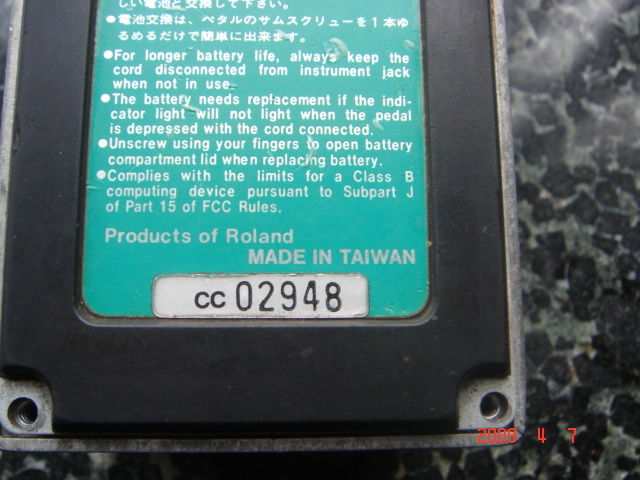 しい電池と交換して下さい。
●電池交換は、ペタルのサムスクリューを1本ゆ
るめるだけで簡単に出来ます。
●For longer battery life, always keep the
cord disconnected from instrument jack
when not in use.
●The battery needs replacement if the indi-
cator light will not light when the pedal
is depressed with the cord connected.
●Unscrew using your fingers to open battery
compartment lid when replacing battery.
●Complies with the limits for a Class B
computing device pursuant to Subpart J
of Part 15 of FCC Rules.
Products of Roland
MADE IN TAIWAN
CC 02948
2009 4 7